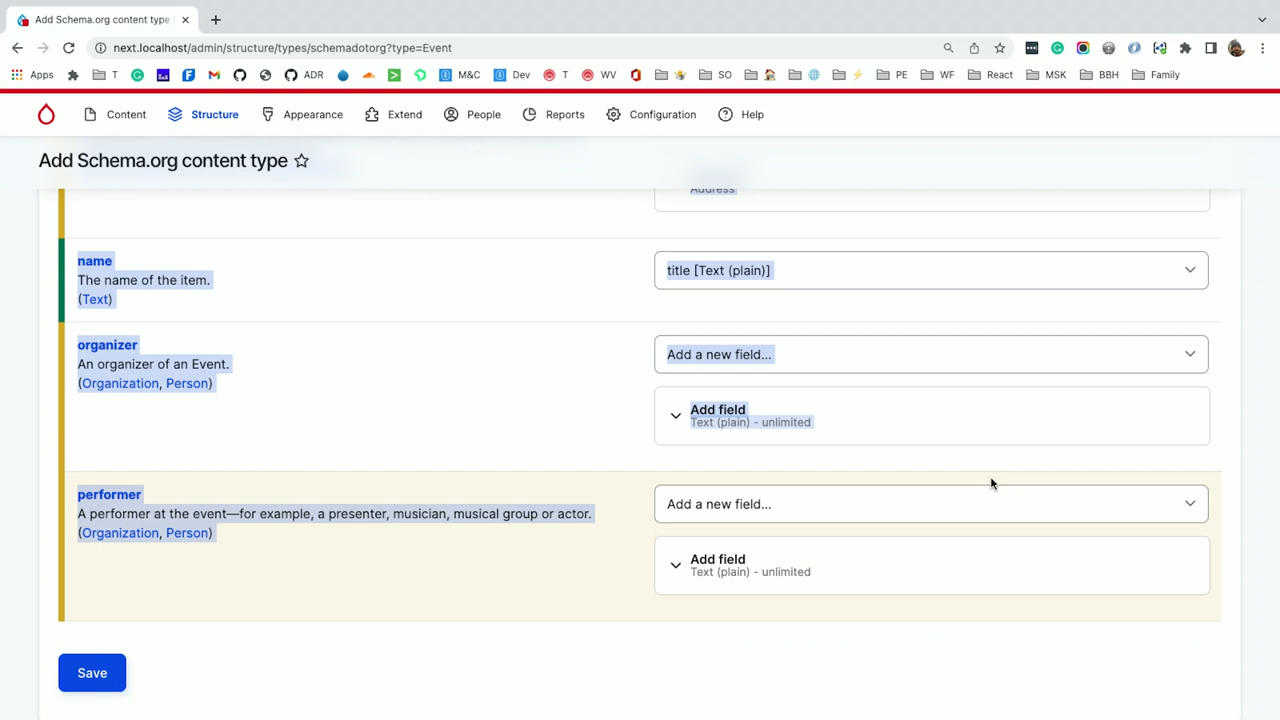 Add Schema.org content type
next.localhost/admin/structure/types/schemadotorg?type=Event
Apps
T
ADR
M&C
Dev
T
WV
SO
PE
WF
React
MSK
BBH
Family
Content
Structure
Appearance
Extend
People
Reports
Configuration
Help
Add Schema.org content type
Address
name
The name of the item.
(Text)
title [Text (plain)]
organizer
An organizer of an Event.
(Organization, Person)
Add a new field...
Add field
Text (plain) - unlimited
performer
A performer at the event—for example, a presenter, musician, musical group or actor.
(Organization, Person)
Add a new field...
Add field
Text (plain) - unlimited
Save